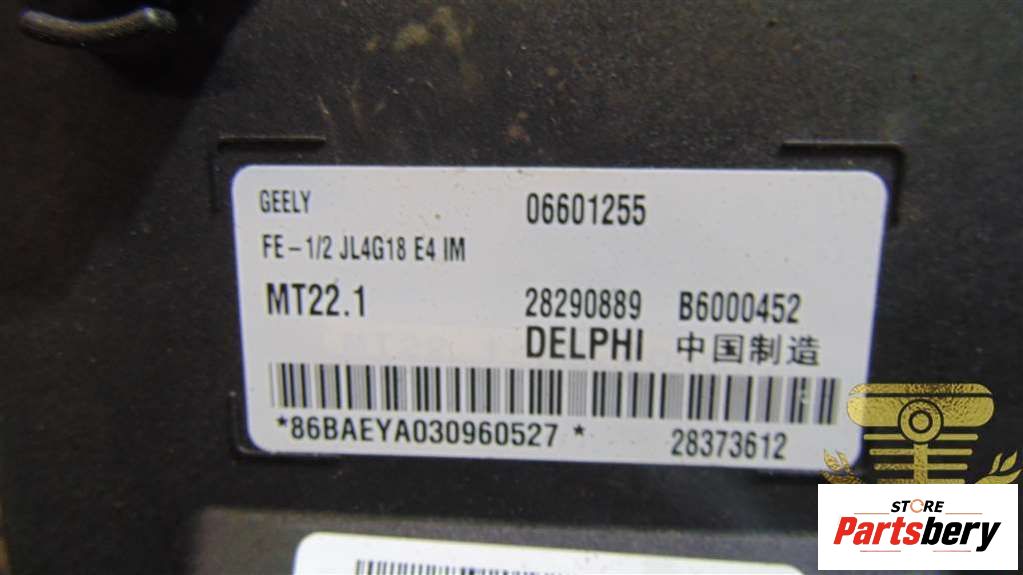 GEELY 06601255
FE - 1/2 JL4G18 E4 IM
MT22.1 28290889 B6000452
DELPHI 中国制造
*86BAEYA030960527 * 28373612
STORE
Partsbery